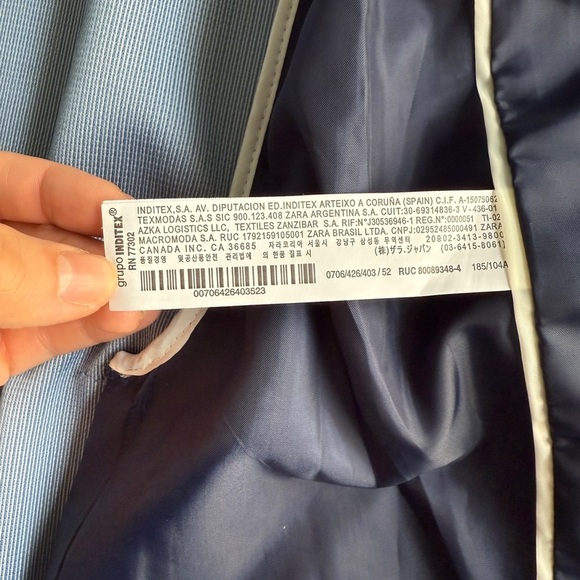 grupo INDITEX®
RN 77302
INDITEX,S.A. AV. DIPUTACION ED.INDITEX ARTEIXO A CORUÑA (SPAIN) C.I.F. A-15075062
TEXMODAS S.A.S SIC 900.123.408 ZARA ARGENTINA S.A. CUIT:30-69314836-3 V-436-01
AZKA LOGISTICS LLC, TEXTILES ZANZIBAR S.A. RIF:N°J30536946-1 REG.N°:0000051 TI-02
MACROMODA S.A. RUC 1792159105001 ZARA BRASIL LTDA. CNPJ:02952485000491 ZARA
CANADA INC. CA 36685 자라코리아 서울시 강남구 삼성동 무역센터 20802-3413-9800
품질경영 및공산품안전 관리법에 의한품질표시 (株)ザラ.ジャパン (03-6415-8061)
0706/426/403 / 52 RUC 80089348-4 185/104A
00706426403523